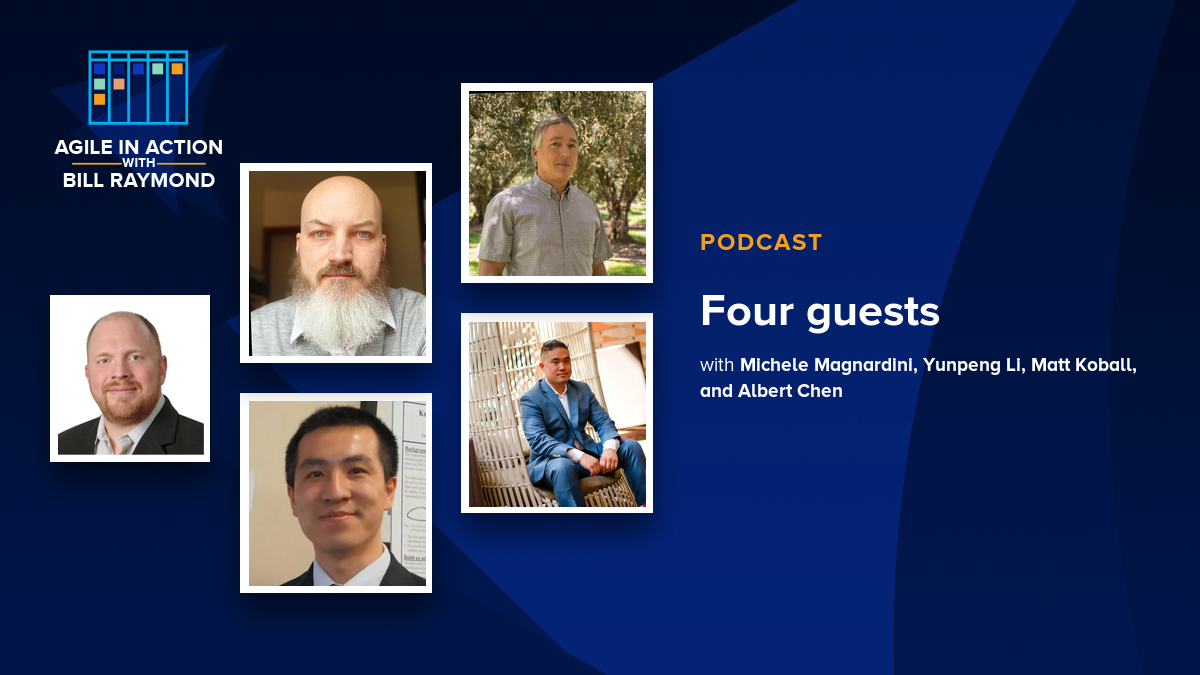 AGILE IN ACTION
WITH
BILL RAYMOND
PODCAST
Four guests
with Michele Magnardini, Yunpeng Li, Matt Koball,
and Albert Chen